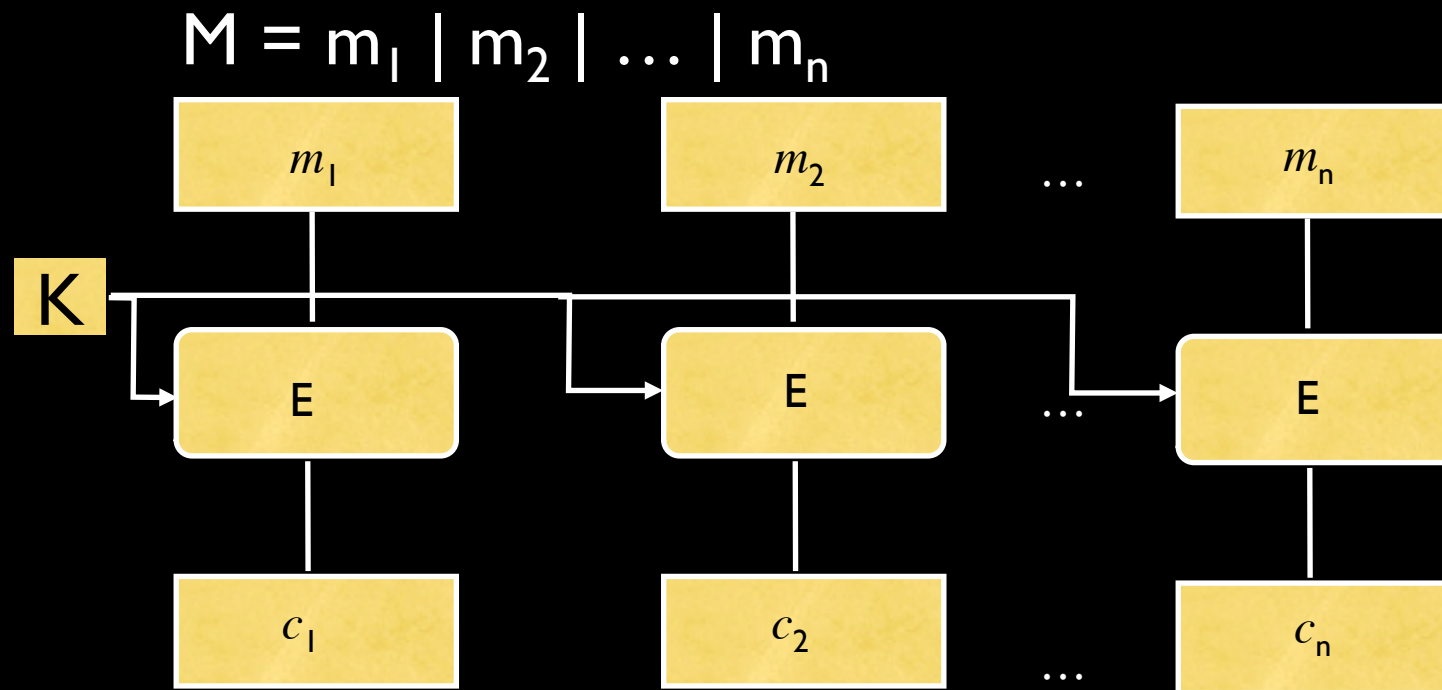 M = m₁ | m₂ | … | mₙ
m₁ m₂ … mₙ
K
E E … E
c₁ c₂ … cₙ